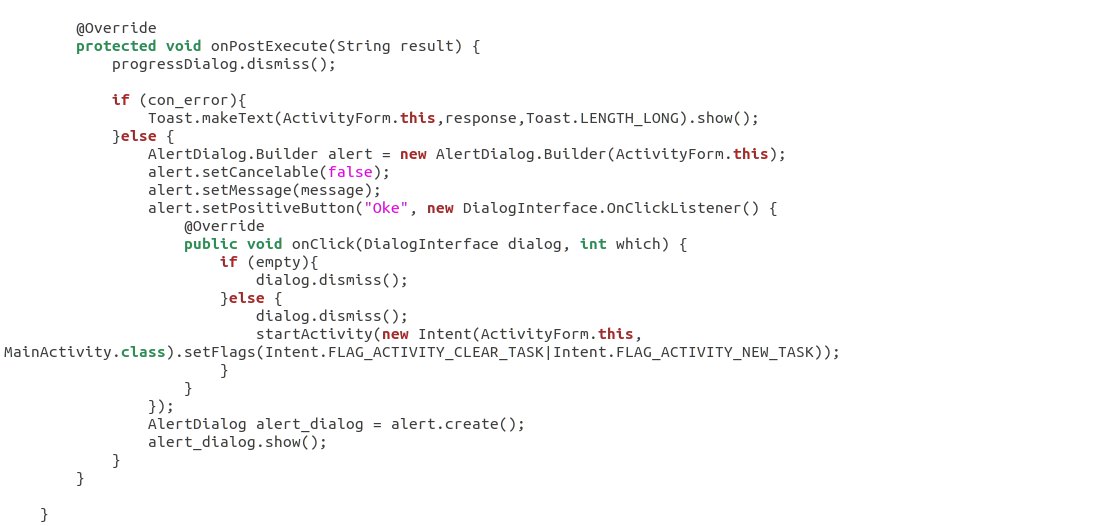 @Override
protected void onPostExecute(String result) {
progressDialog.dismiss();
if (con_error){
Toast.makeText(ActivityForm.this,response,Toast.LENGTH_LONG).show();
}else {
AlertDialog.Builder alert = new AlertDialog.Builder(ActivityForm.this);
alert.setCancelable(false);
alert.setMessage(message);
alert.setPositiveButton("Oke", new DialogInterface.OnClickListener() {
@Override
public void onClick(DialogInterface dialog, int which) {
if (empty){
dialog.dismiss();
}else {
dialog.dismiss();
startActivity(new Intent(ActivityForm.this,
MainActivity.class).setFlags(Intent.FLAG_ACTIVITY_CLEAR_TASK|Intent.FLAG_ACTIVITY_NEW_TASK));
}
}
});
AlertDialog alert_dialog = alert.create();
alert_dialog.show();
}
}
}